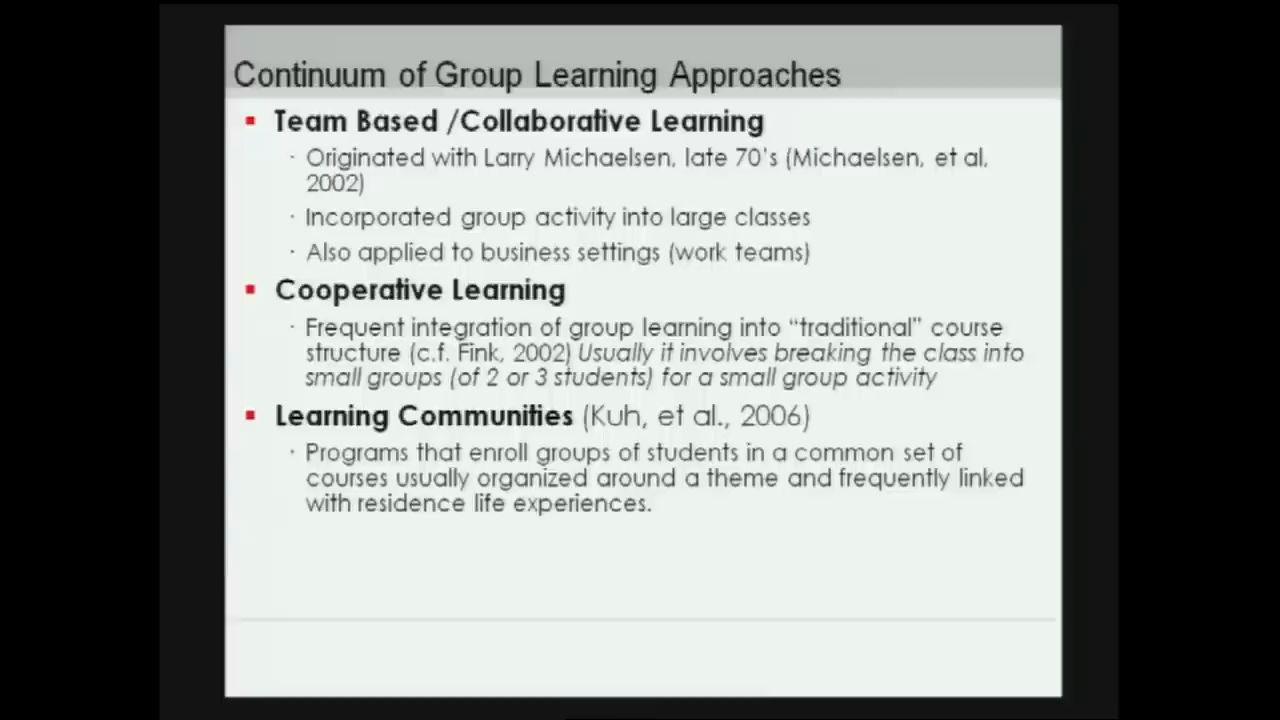 Continuum of Group Learning Approaches
Team Based /Collaborative Learning
Originated with Larry Michaelsen, late 70's (Michaelsen, et al,
2002)
Incorporated group activity into large classes
Also applied to business settings (work teams)
Cooperative Learning
Frequent integration of group learning into “traditional” course
structure (c.f. Fink, 2002) Usually it involves breaking the class into
small groups (of 2 or 3 students) for a small group activity
Learning Communities (Kuh, et al., 2006)
Programs that enroll groups of students in a common set of
courses usually organized around a theme and frequently linked
with residence life experiences.